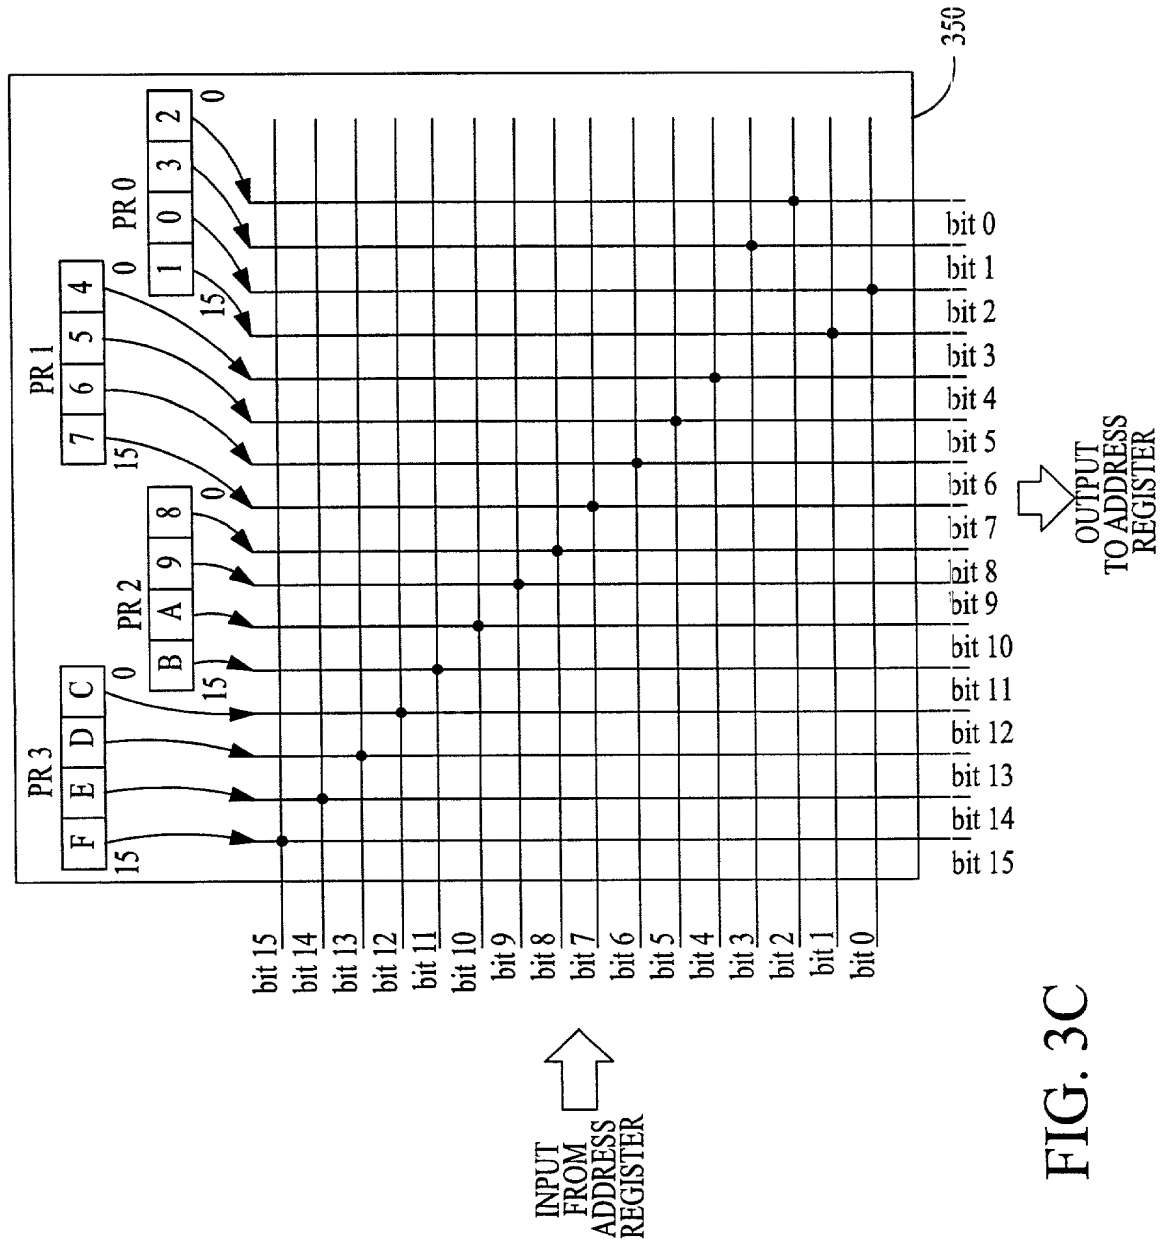 PR 3
F E D C
15 0
PR 2
B A 9 8
15 0
PR 1
7 6 5 4
15 0
PR 0
1 0 3 2
15 0
INPUT
FROM
ADDRESS
REGISTER
bit 15
bit 14
bit 13
bit 12
bit 11
bit 10
bit 9
bit 8
bit 7
bit 6
bit 5
bit 4
bit 3
bit 2
bit 1
bit 0
350
bit 15
bit 14
bit 13
bit 12
bit 11
bit 10
bit 9
bit 8
bit 7
bit 6
bit 5
bit 4
bit 3
bit 2
bit 1
bit 0
OUTPUT
TO ADDRESS
REGISTER
FIG. 3C